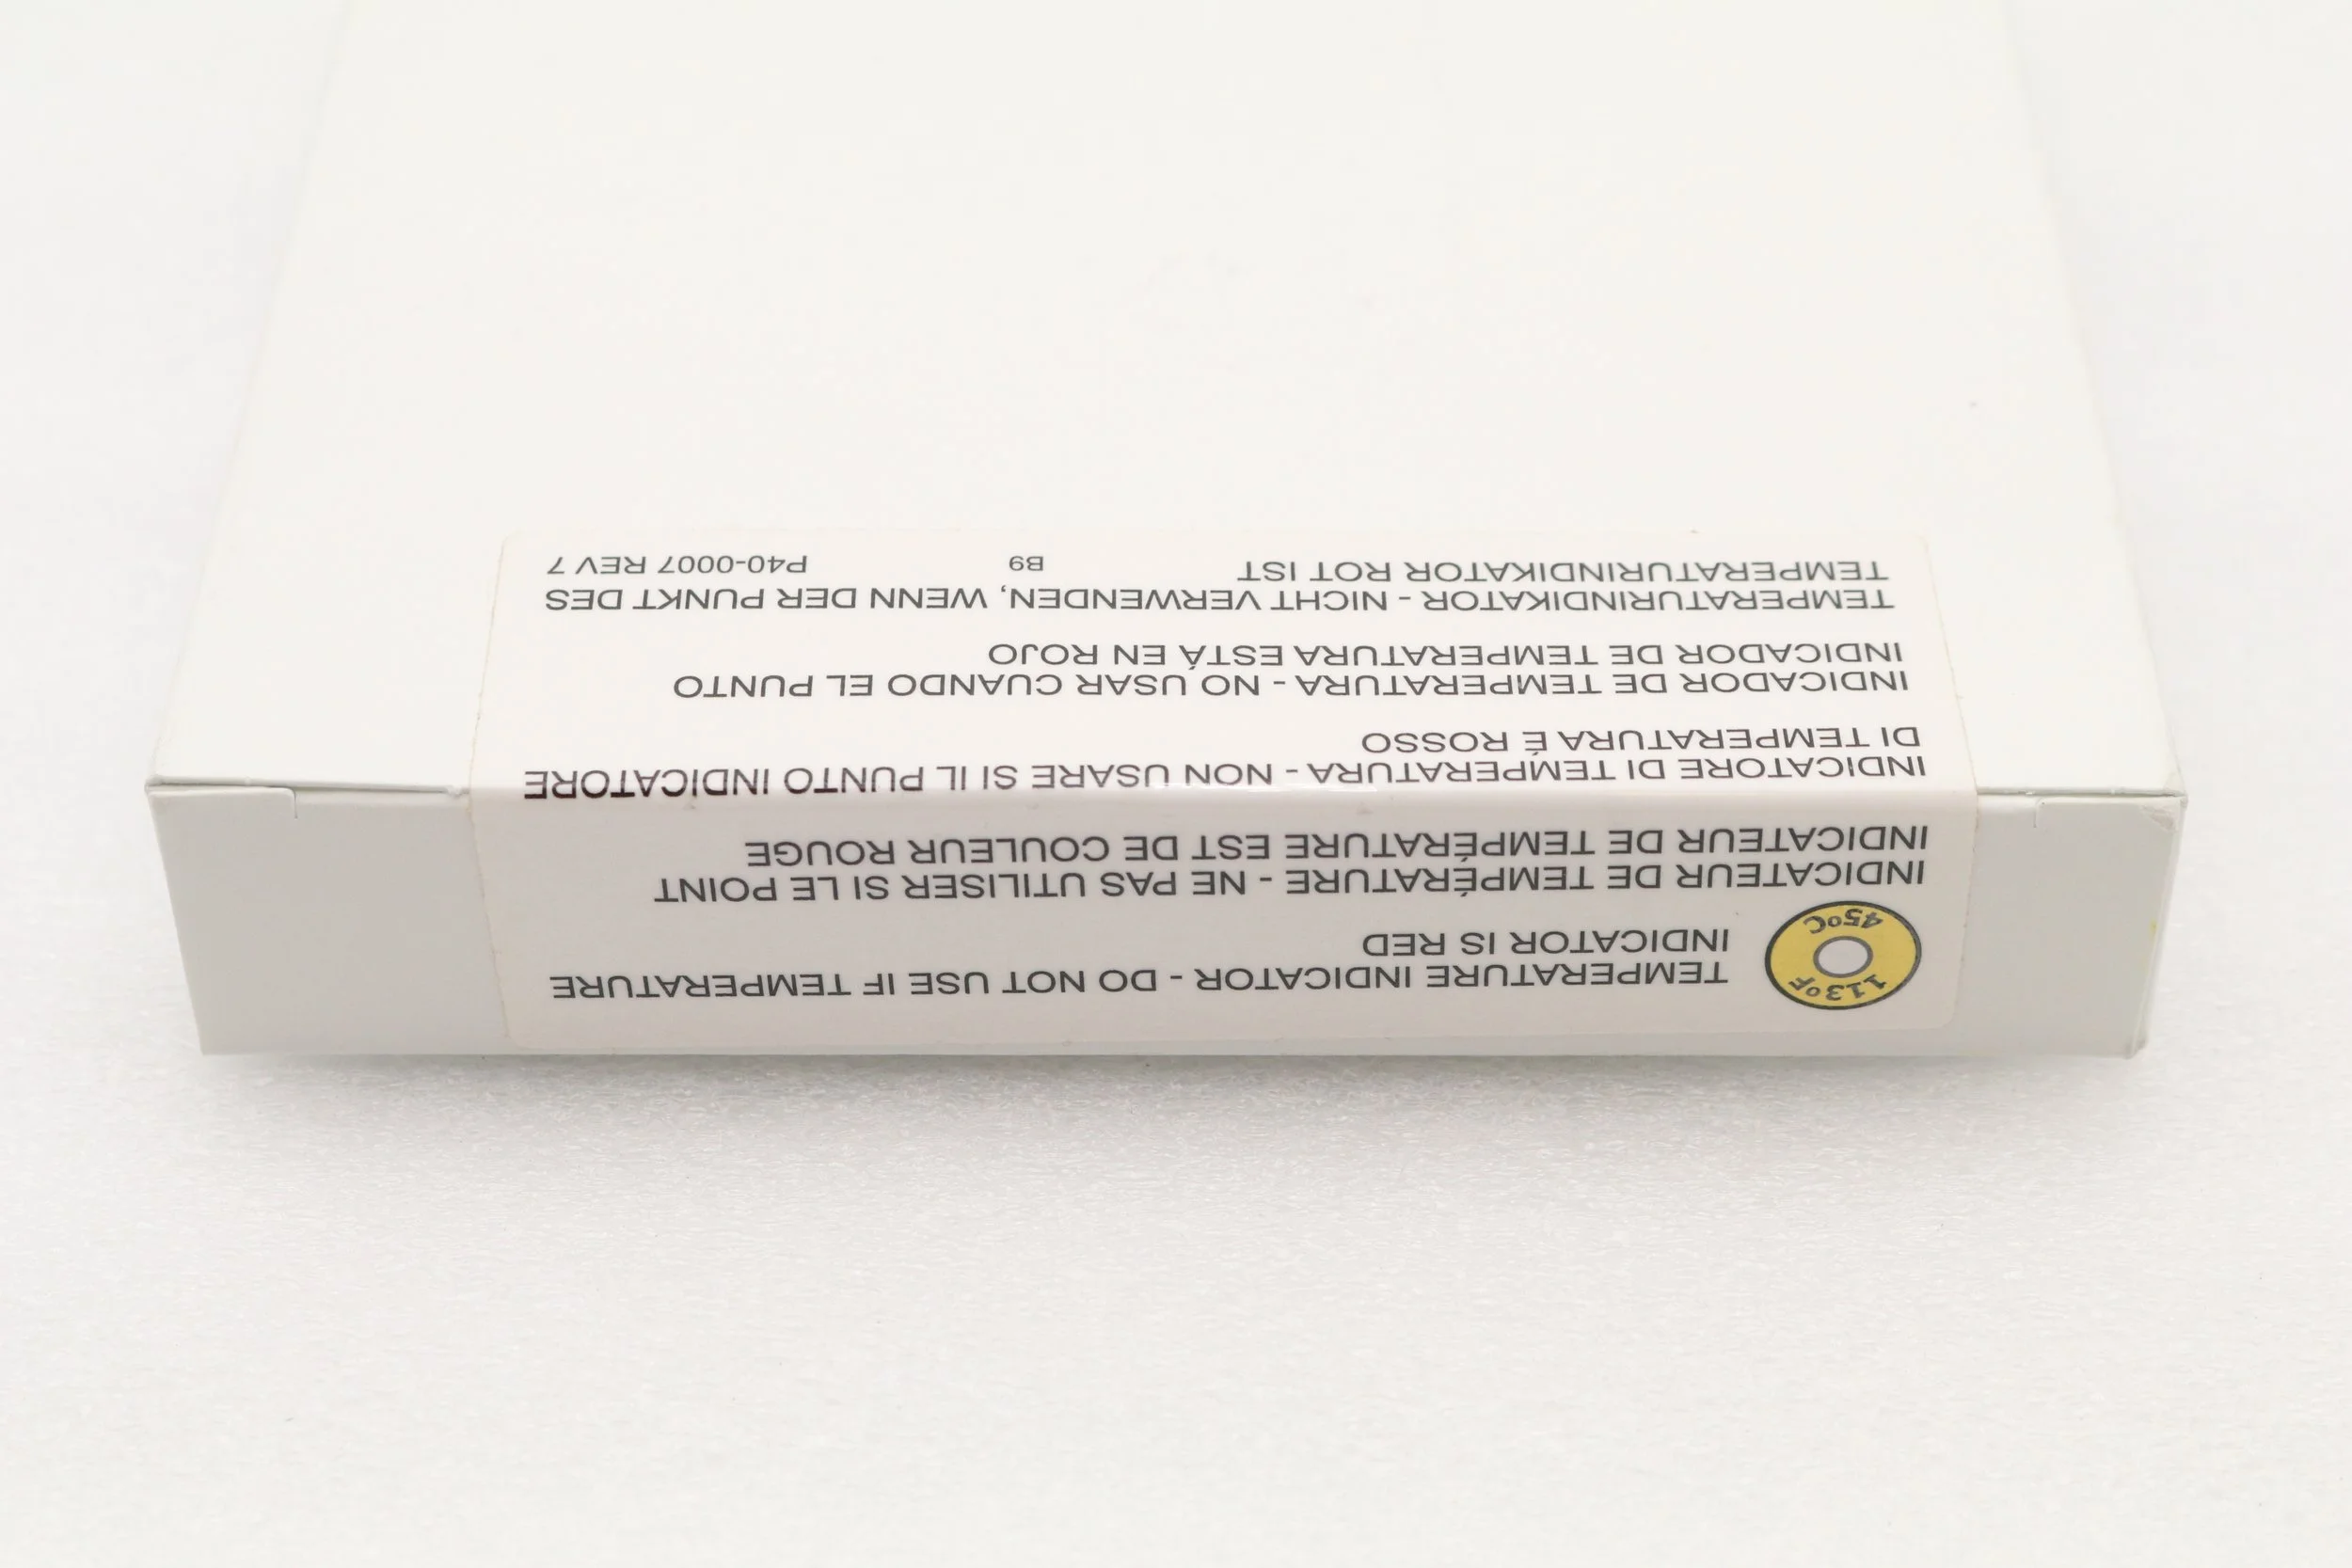 113ºF
45ºC
TEMPERATURE INDICATOR - DO NOT USE IF TEMPERATURE
INDICATOR IS RED
INDICATEUR DE TEMPÉRATURE - NE PAS UTILISER SI LE POINT
INDICATEUR DE TEMPÉRATURE EST DE COULEUR ROUGE
INDICATORE DI TEMPERATURA - NON USARE SI IL PUNTO INDICATORE
DI TEMPERATURA É ROSSO
INDICADOR DE TEMPERATURA - NO USAR CUANDO EL PUNTO
INDICADOR DE TEMPERATURA ESTÁ EN ROJO
TEMPERATURINDIKATOR - NICHT VERWENDEN, WENN DER PUNKT DES
TEMPERATURINDIKATOR ROT IST B9 P40-0007 REV 7